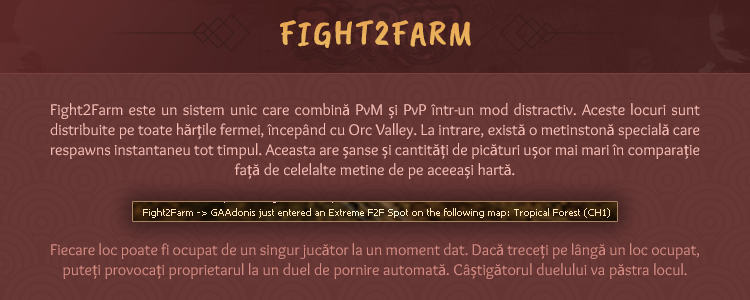 FIGHT2FARM
Fight2Farm este un sistem unic care combină PvM și PvP într-un mod distractiv. Aceste locuri sunt
distribuite pe toate hărțile fermei, începând cu Orc Valley. La intrare, există o metinstonă specială care
respawns instantaneu tot timpul. Aceasta are șanse și cantități de picături ușor mai mari în comparație
față de celelalte metine de pe aceeași hartă.
Fight2Farm -> GAAdonis just entered an Extreme F2F Spot on the following map: Tropical Forest (CH1)
Fiecare loc poate fi ocupat de un singur jucător la un moment dat. Dacă treceți pe lângă un loc ocupat,
puteți provocați proprietarul la un duel de pornire automată. Câștigătorul duelului va păstra locul.